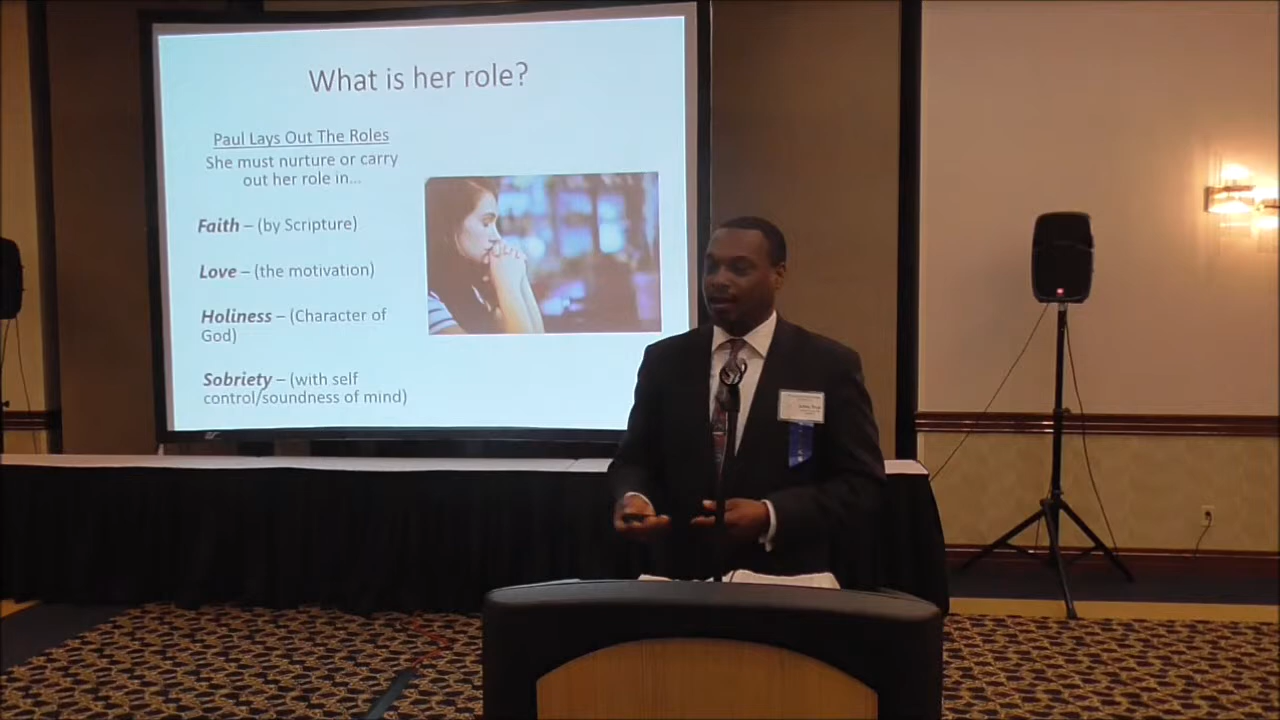 What is her role?
Paul Lays Out The Roles
She must nurture or carry
out her role in...
Faith – (by Scripture)
Love – (the motivation)
Holiness – (Character of
God)
Sobriety – (with self
control/soundness of mind)